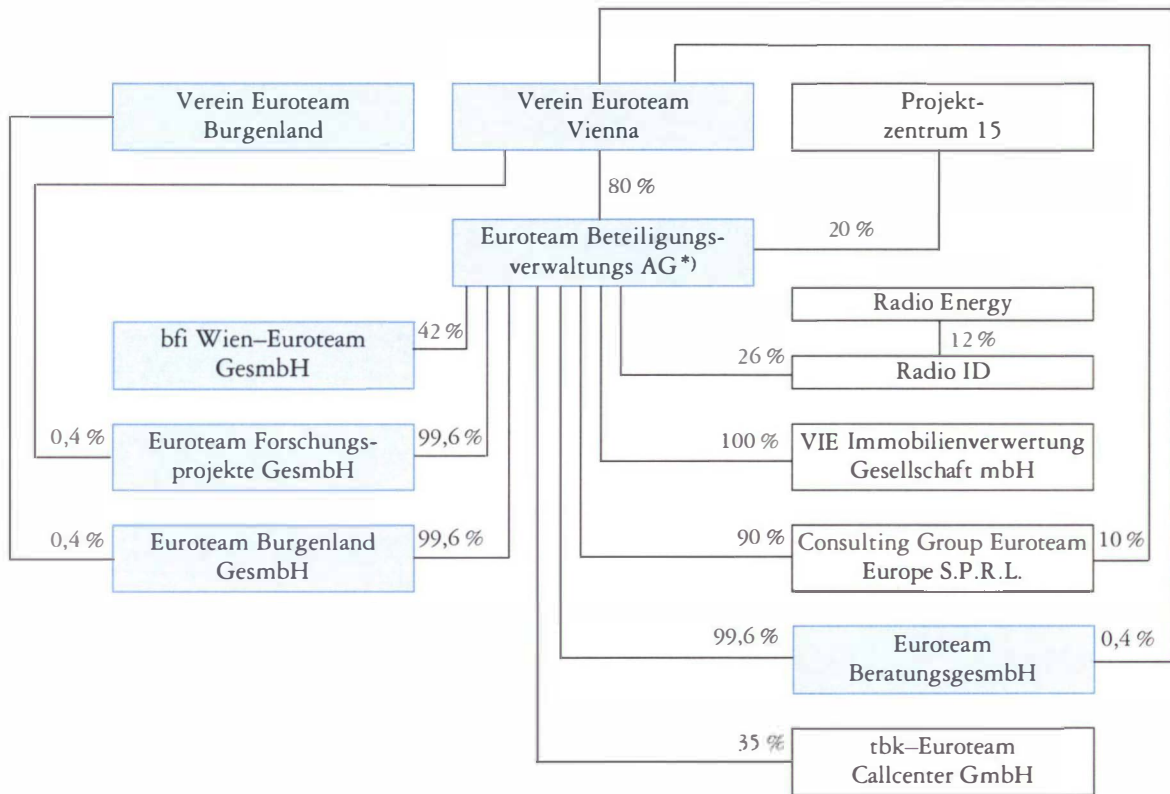 Verein Euroteam
Burgenland
Verein Euroteam
Vienna
Projekt-
zentrum 15
80 %
Euroteam Beteiligungs-
verwaltungs AG*)
20 %
Radio Energy
12 %
Radio ID
26 %
bfi Wien–Euroteam
GesmbH
42 %
0,4 %
Euroteam Forschungs-
projekte GesmbH
99,6 %
100 %
VIE Immobilienverwertung
Gesellschaft mbH
0,4 %
Euroteam Burgenland
GesmbH
99,6 %
90 %
Consulting Group Euroteam
Europe S.P.R.L.
10 %
99,6 %
Euroteam
BeratungsgesmbH
0,4 %
35 %
tbk–Euroteam
Callcenter GmbH